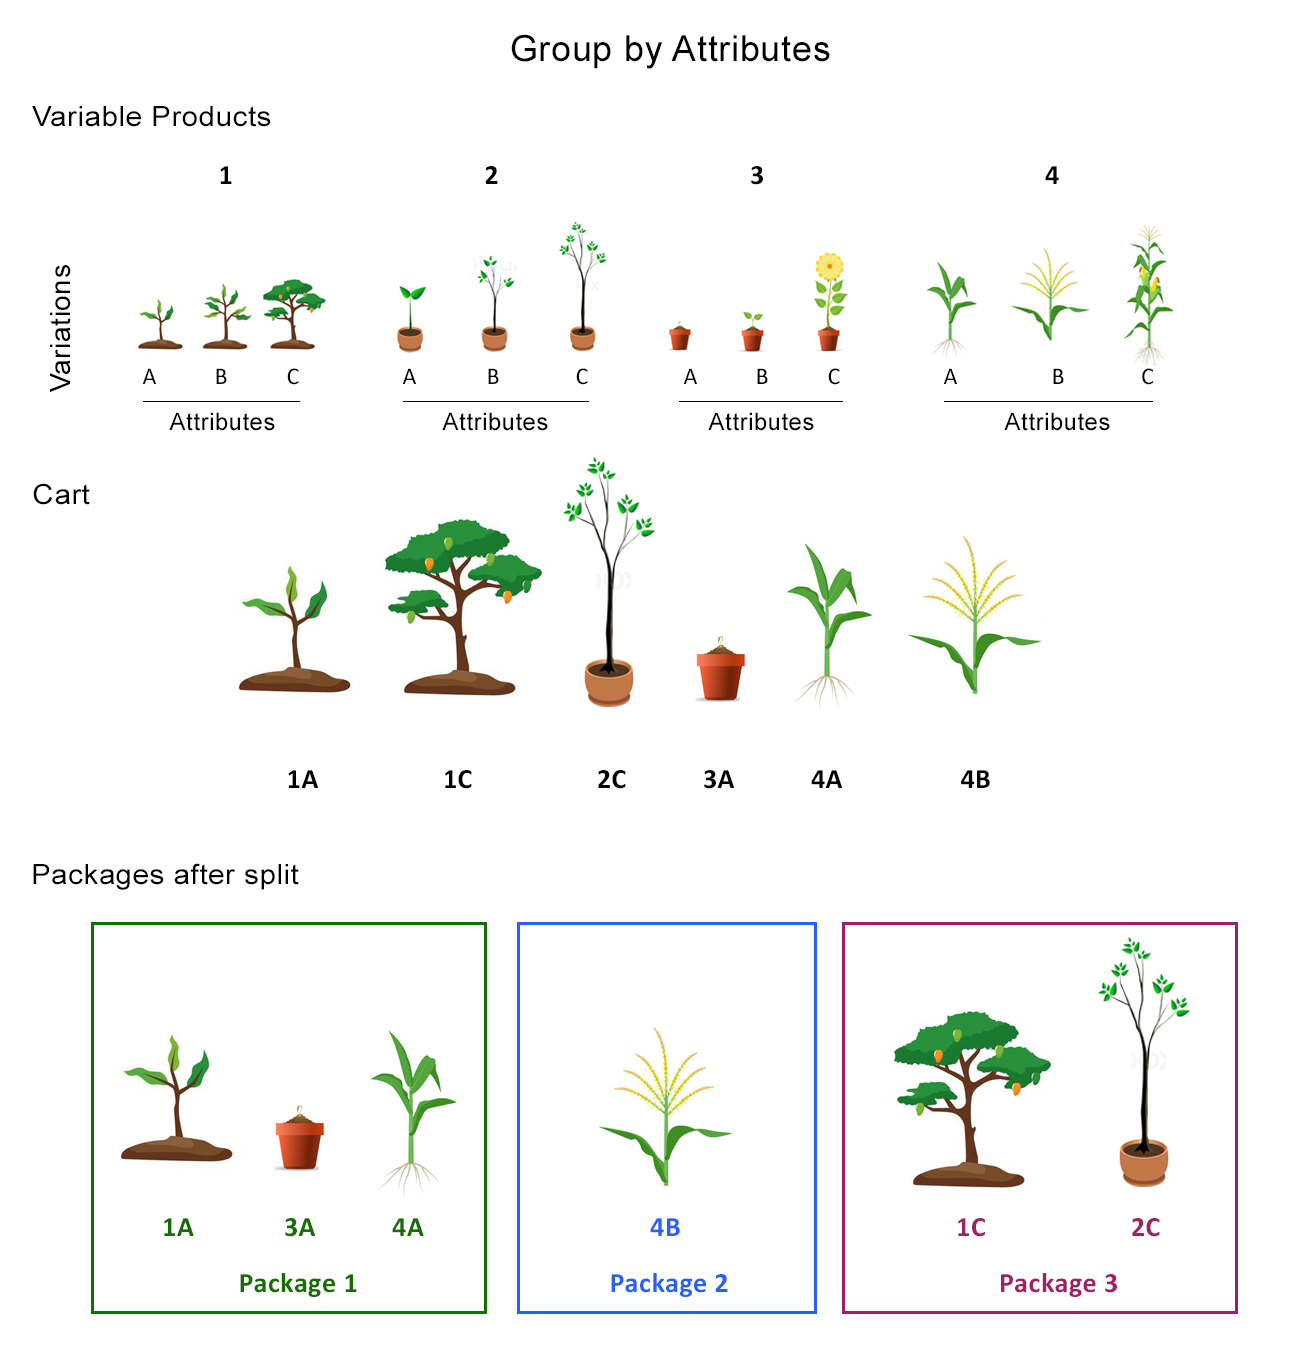 Group by Attributes
Variable Products
1 2 3 4
Variations
A B C A B C A B C A B C
Attributes Attributes Attributes Attributes
Cart
1A 1C 2C 3A 4A 4B
Packages after split
1A 3A 4A 4B 1C 2C
Package 1 Package 2 Package 3